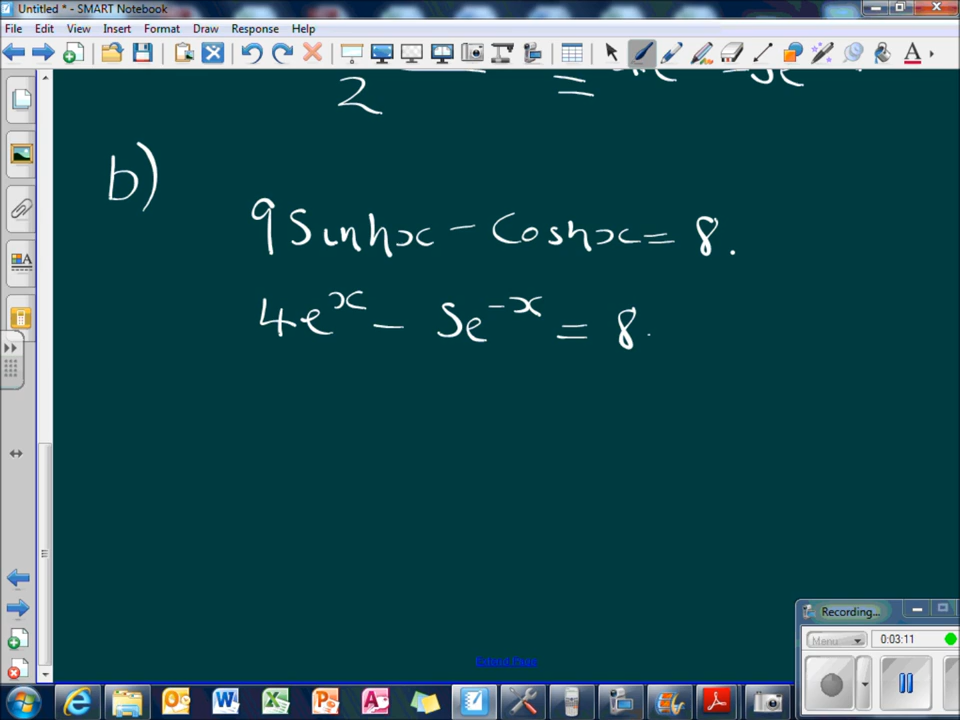 Untitled * - SMART Notebook
File Edit View Insert Format Draw Response Help
2 =
b)
9 Sinhx - Coshx = 8.
4e^x - 5e^-x = 8.
Recording...
Menu
0:03:11